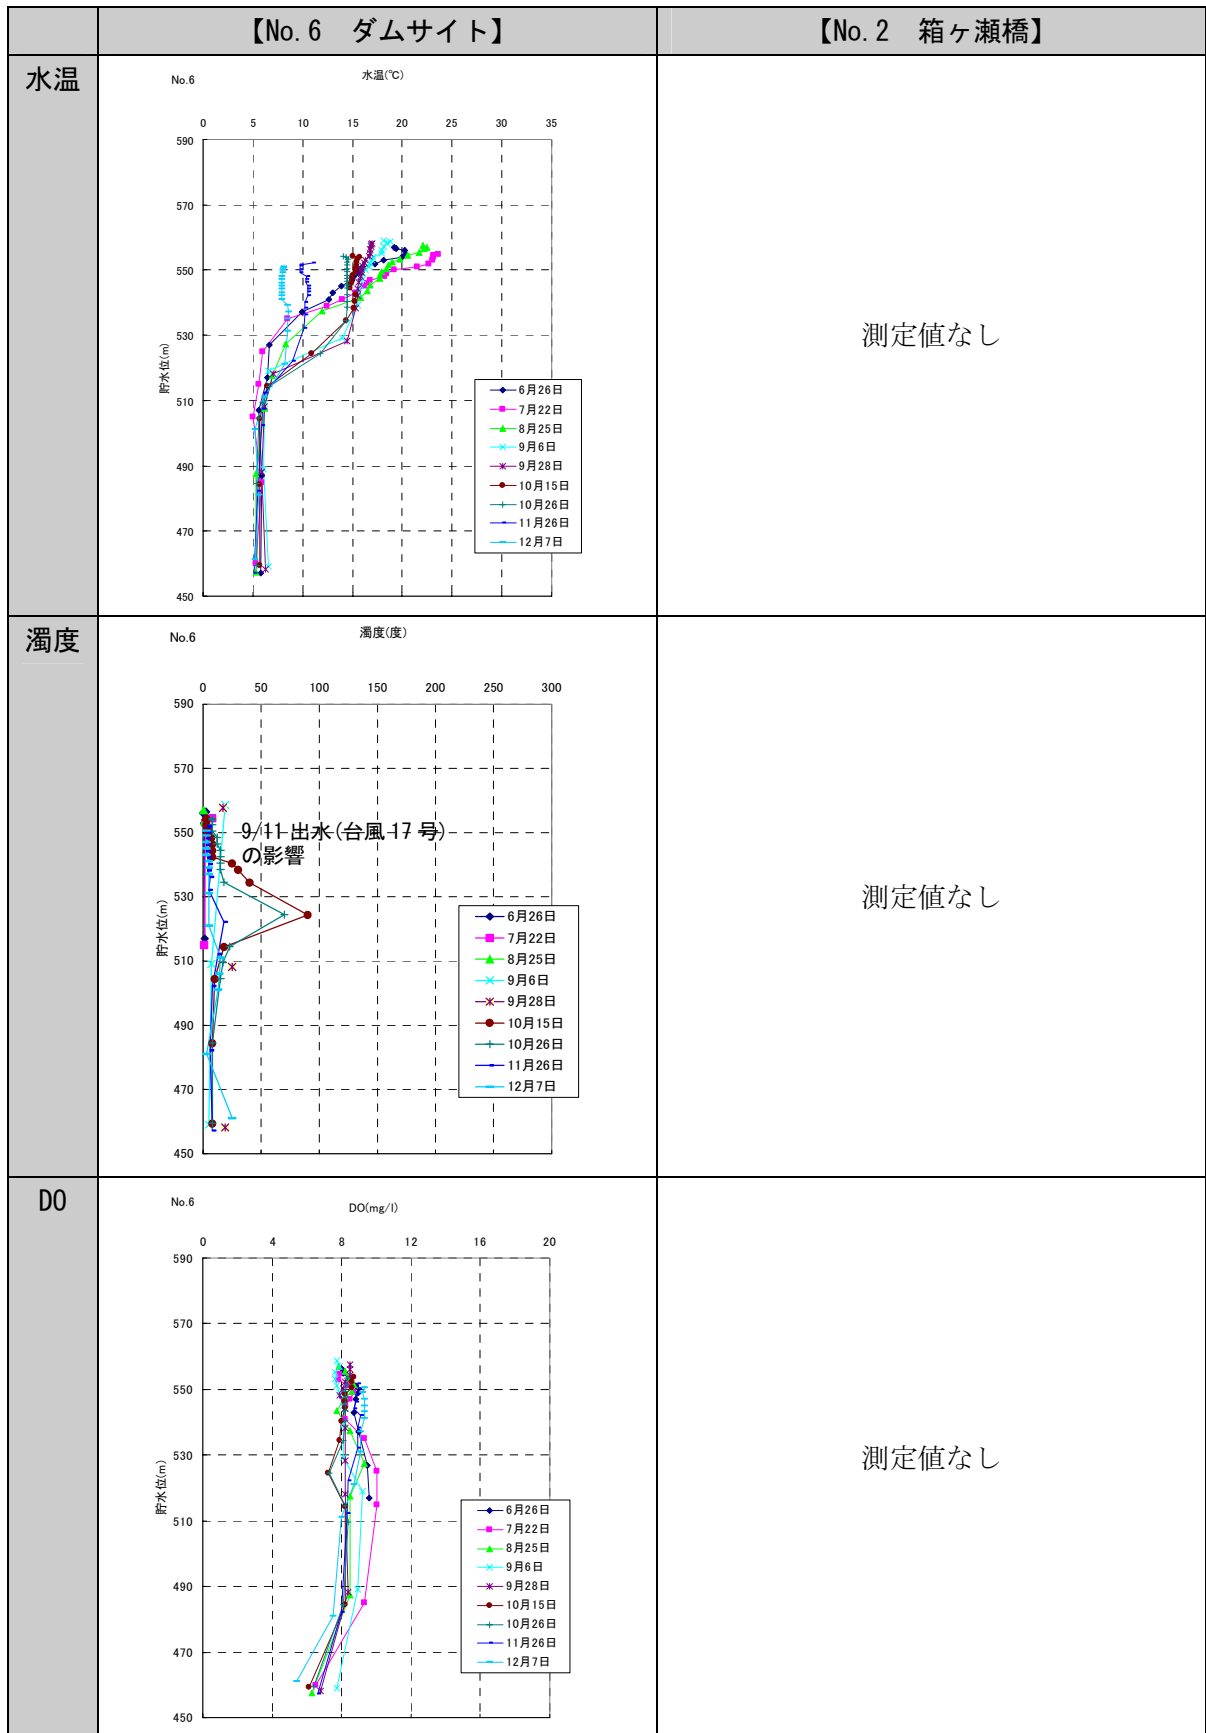 【No.6 ダムサイト】
【No.2 箱ヶ瀬橋】
水温
No.6
水温(℃)
0 5 10 15 20 25 30 35
590
570
550
530
510
490
470
450
貯水位(m)
6月26日
7月22日
8月25日
9月6日
9月28日
10月15日
10月26日
11月26日
12月7日
測定値なし
濁度
No.6
濁度(度)
0 50 100 150 200 250 300
590
570
550
530
510
490
470
450
貯水位(m)
9/11 出水(台風 17 号)
の影響
6月26日
7月22日
8月25日
9月6日
9月28日
10月15日
10月26日
11月26日
12月7日
測定値なし
DO
No.6
DO(mg/l)
0 4 8 12 16 20
590
570
550
530
510
490
470
450
貯水位(m)
6月26日
7月22日
8月25日
9月6日
9月28日
10月15日
10月26日
11月26日
12月7日
測定値なし